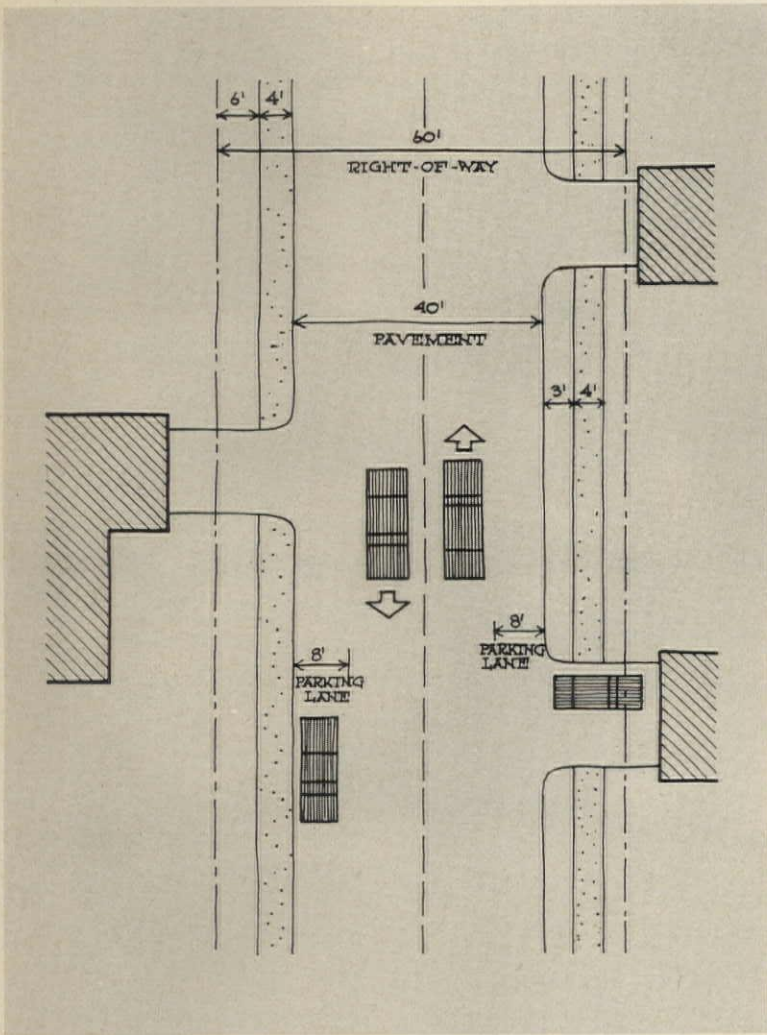 6' 4'
60'
RIGHT-OF-WAY
40'
PAVEMENT
3' 4'
8'
PARKING
LANE
8'
PARKING
LANE